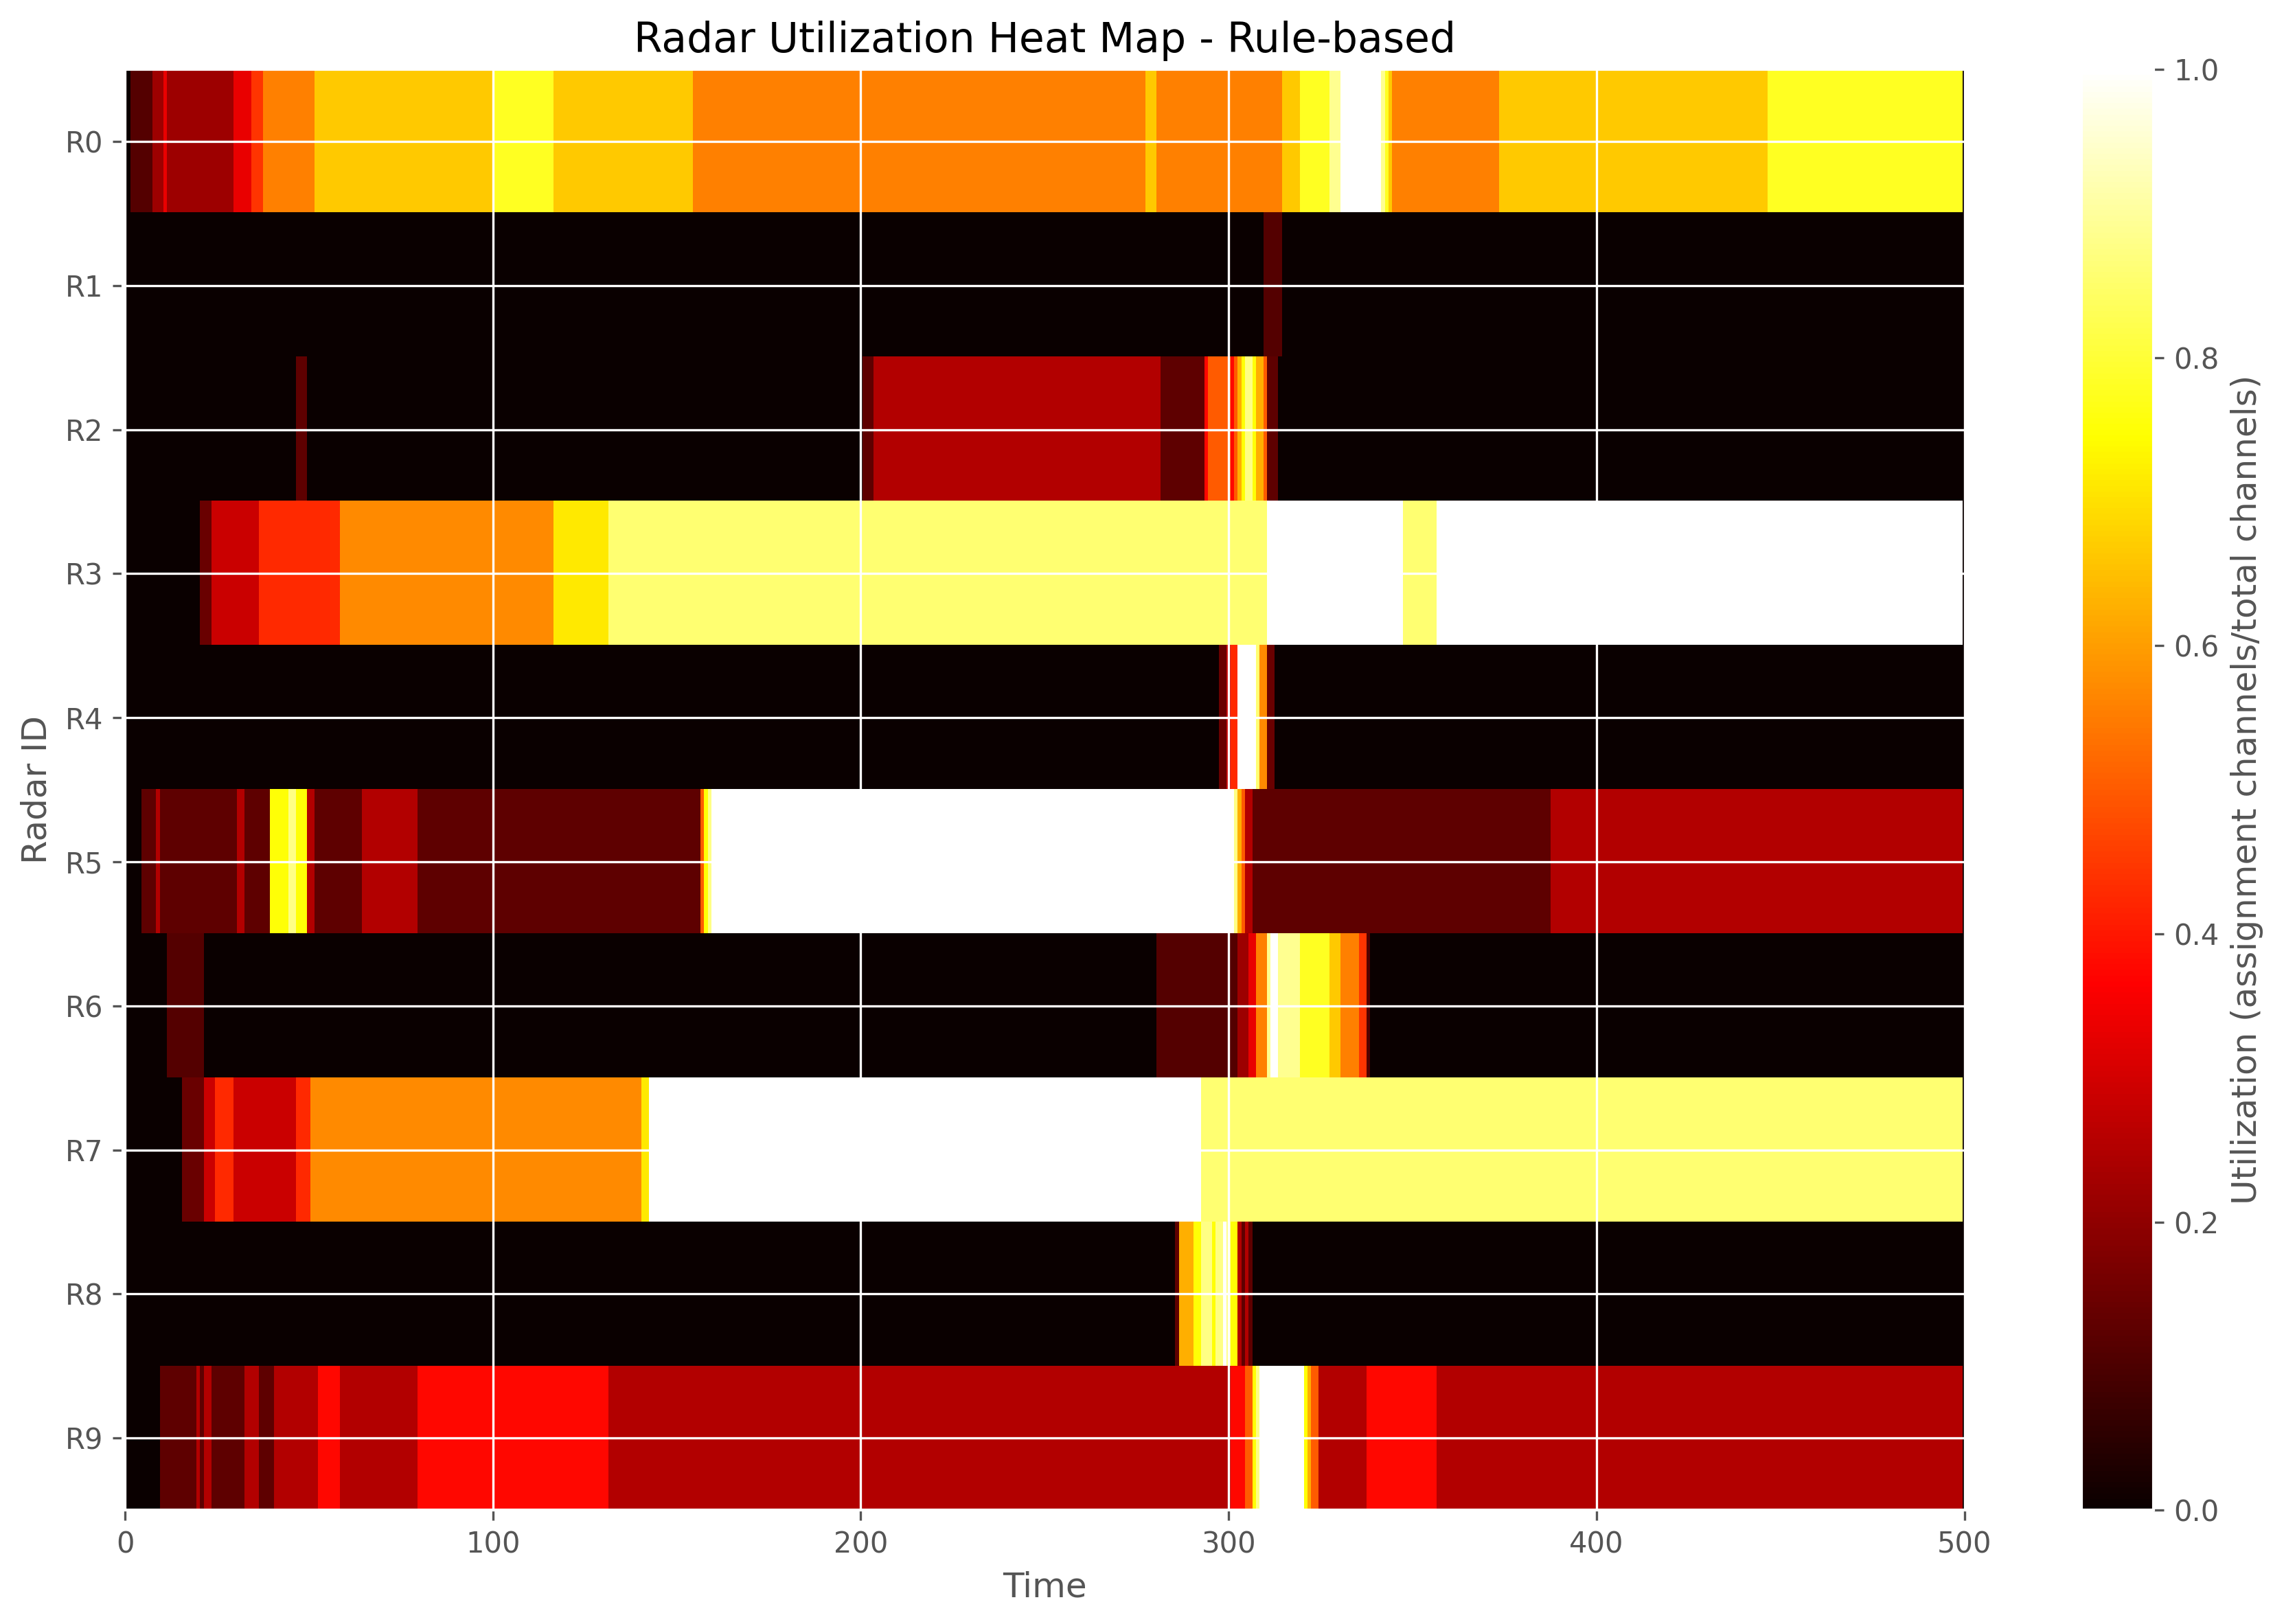 Radar Utilization Heat Map - Rule-based
Radar ID
R0
R1
R2
R3
R4
R5
R6
R7
R8
R9
0
100
200
300
400
500
Time
1.0
0.8
0.6
0.4
0.2
0.0
Utilization (assignment channels/total channels)